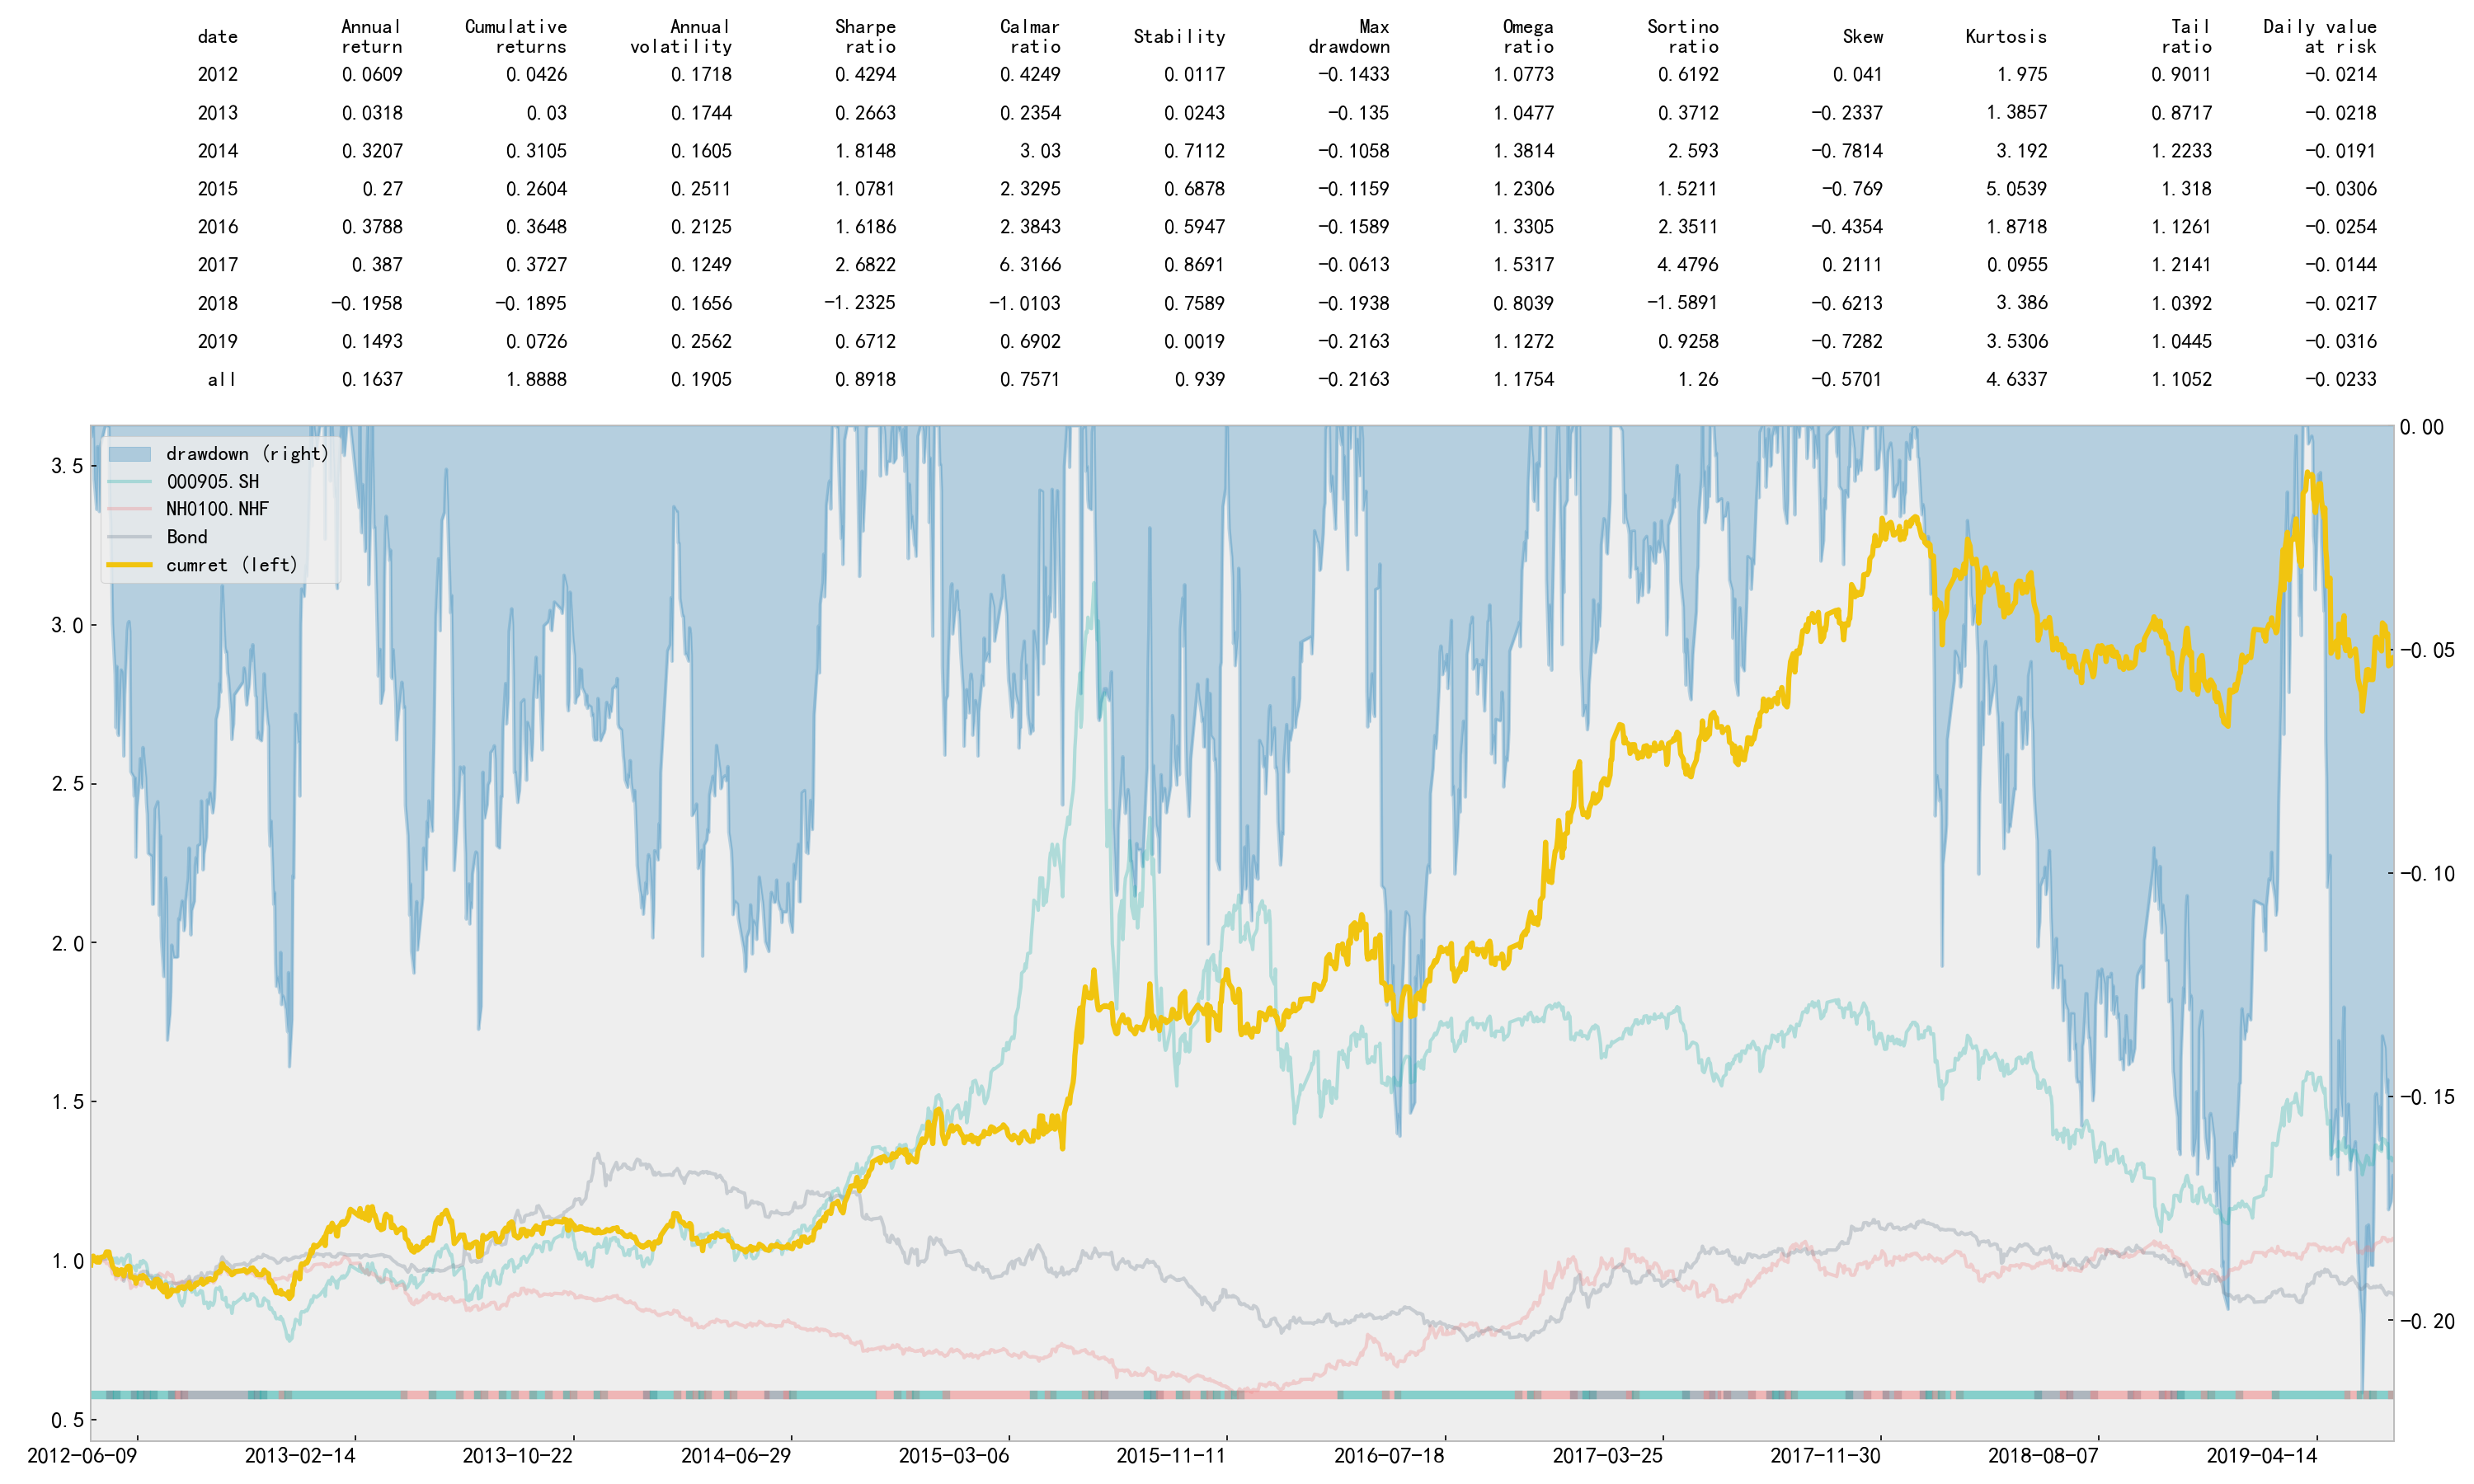 date Annual return Cumulative returns Annual volatility Sharpe ratio Calmar ratio Stability Max drawdown Omega ratio Sortino ratio Skew Kurtosis Tail ratio Daily value at risk
2012 0.0609 0.0426 0.1718 0.4294 0.4249 0.0117 −0.1433 1.0773 0.6192 0.041 1.975 0.9011 −0.0214
2013 0.0318 0.03 0.1744 0.2663 0.2354 0.0243 −0.135 1.0477 0.3712 −0.2337 1.3857 0.8717 −0.0218
2014 0.3207 0.3105 0.1605 1.8148 3.03 0.7112 −0.1058 1.3814 2.593 −0.7814 3.192 1.2233 −0.0191
2015 0.27 0.2604 0.2511 1.0781 2.3295 0.6878 −0.1159 1.2306 1.5211 −0.769 5.0539 1.318 −0.0306
2016 0.3788 0.3648 0.2125 1.6186 2.3843 0.5947 −0.1589 1.3305 2.3511 −0.4354 1.8718 1.1261 −0.0254
2017 0.387 0.3727 0.1249 2.6822 6.3166 0.8691 −0.0613 1.5317 4.4796 0.2111 0.0955 1.2141 −0.0144
2018 −0.1958 −0.1895 0.1656 −1.2325 −1.0103 0.7589 −0.1938 0.8039 −1.5891 −0.6213 3.386 1.0392 −0.0217
2019 0.1493 0.0726 0.2562 0.6712 0.6902 0.0019 −0.2163 1.1272 0.9258 −0.7282 3.5306 1.0445 −0.0316
all 0.1637 1.8888 0.1905 0.8918 0.7571 0.939 −0.2163 1.1754 1.26 −0.5701 4.6337 1.1052 −0.0233
drawdown (right)
000905.SH
NH0100.NHF
Bond
cumret (left)
3.5
3.0
2.5
2.0
1.5
1.0
0.5
0.00
−0.05
−0.10
−0.15
−0.20
2012-06-09 2013-02-14 2013-10-22 2014-06-29 2015-03-06 2015-11-11 2016-07-18 2017-03-25 2017-11-30 2018-08-07 2019-04-14